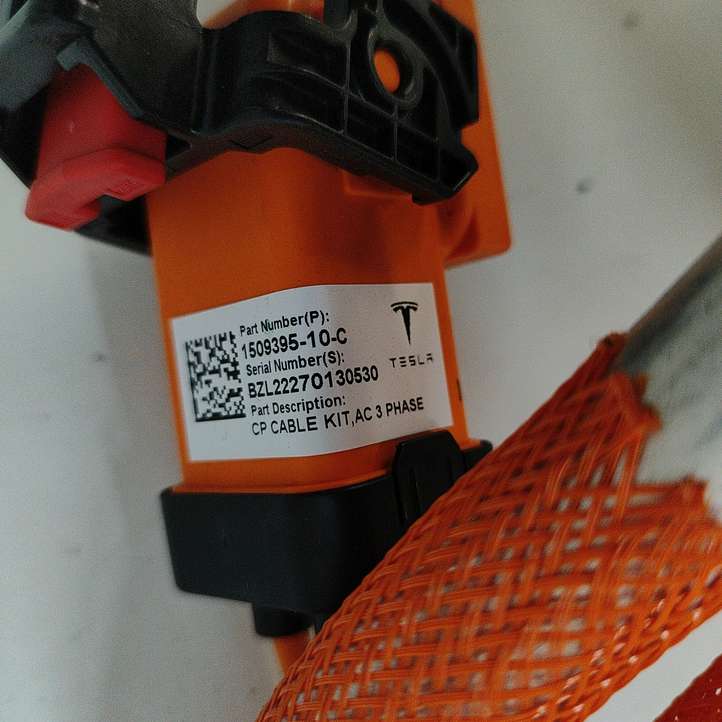 Part Number(P):
1509395-10-C
Serial Number(S):
BZL22270130530
Part Description:
CP CABLE KIT,AC 3 PHASE
TESLA